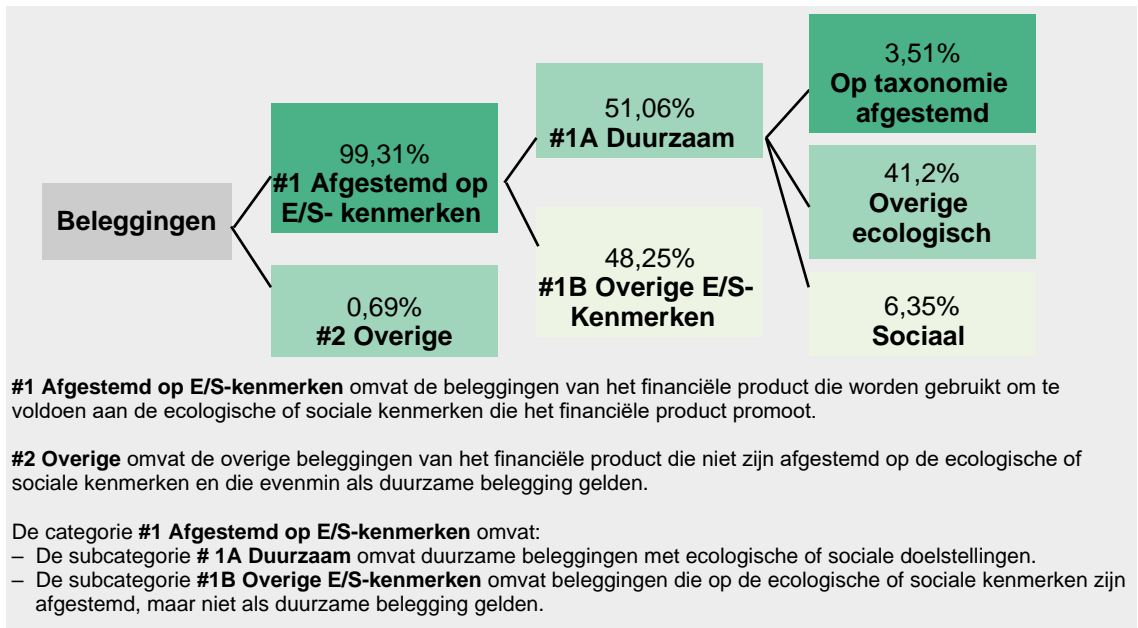 Beleggingen
99,31%
#1 Afgestemd op
E/S- kenmerken
0,69%
#2 Overige
51,06%
#1A Duurzaam
48,25%
#1B Overige E/S-
Kenmerken
3,51%
Op taxonomie
afgestemd
41,2%
Overige
ecologisch
6,35%
Sociaal
#1 Afgestemd op E/S-kenmerken omvat de beleggingen van het financiële product die worden gebruikt om te
voldoen aan de ecologische of sociale kenmerken die het financiële product promoot.
#2 Overige omvat de overige beleggingen van het financiële product die niet zijn afgestemd op de ecologische of
sociale kenmerken en die evenmin als duurzame belegging gelden.
De categorie #1 Afgestemd op E/S-kenmerken omvat:
– De subcategorie # 1A Duurzaam omvat duurzame beleggingen met ecologische of sociale doelstellingen.
– De subcategorie #1B Overige E/S-kenmerken omvat beleggingen die op de ecologische of sociale kenmerken zijn
afgestemd, maar niet als duurzame belegging gelden.